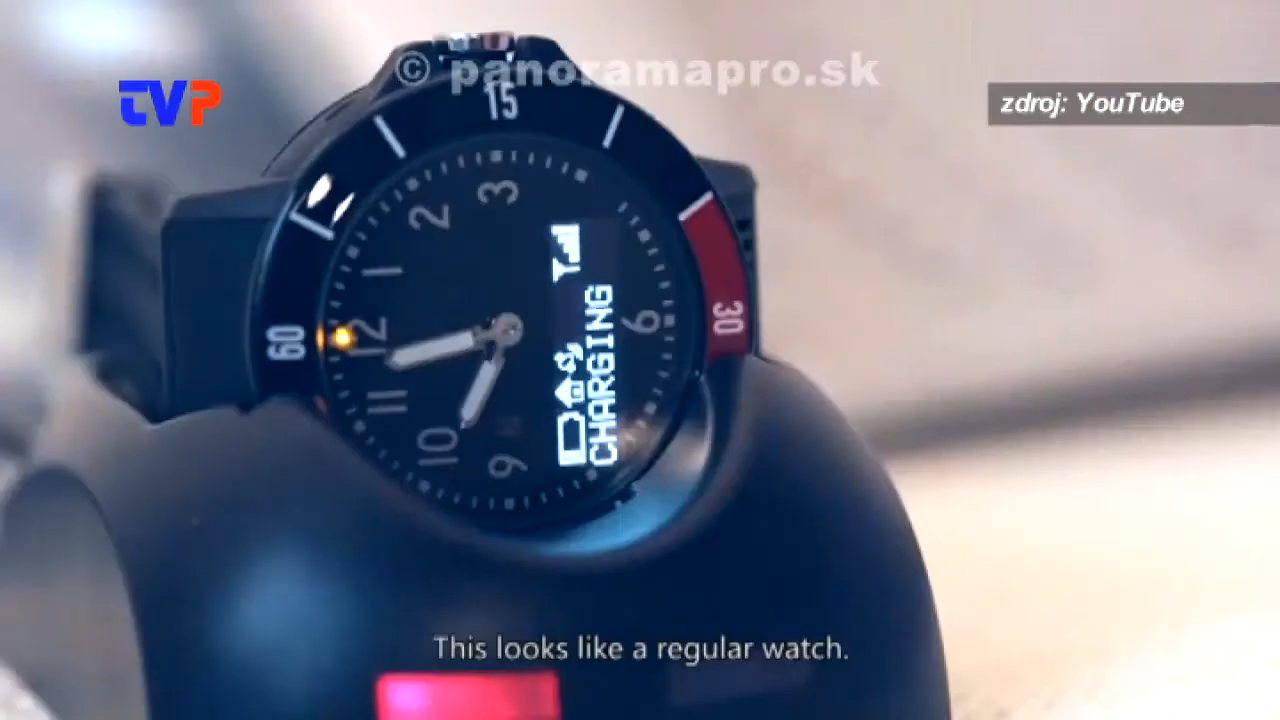 © panoramapro.sk
TVP
zdroj: YouTube
15
3
2
1
12
60
11
10
9
6
30
CHARGING
This looks like a regular watch.